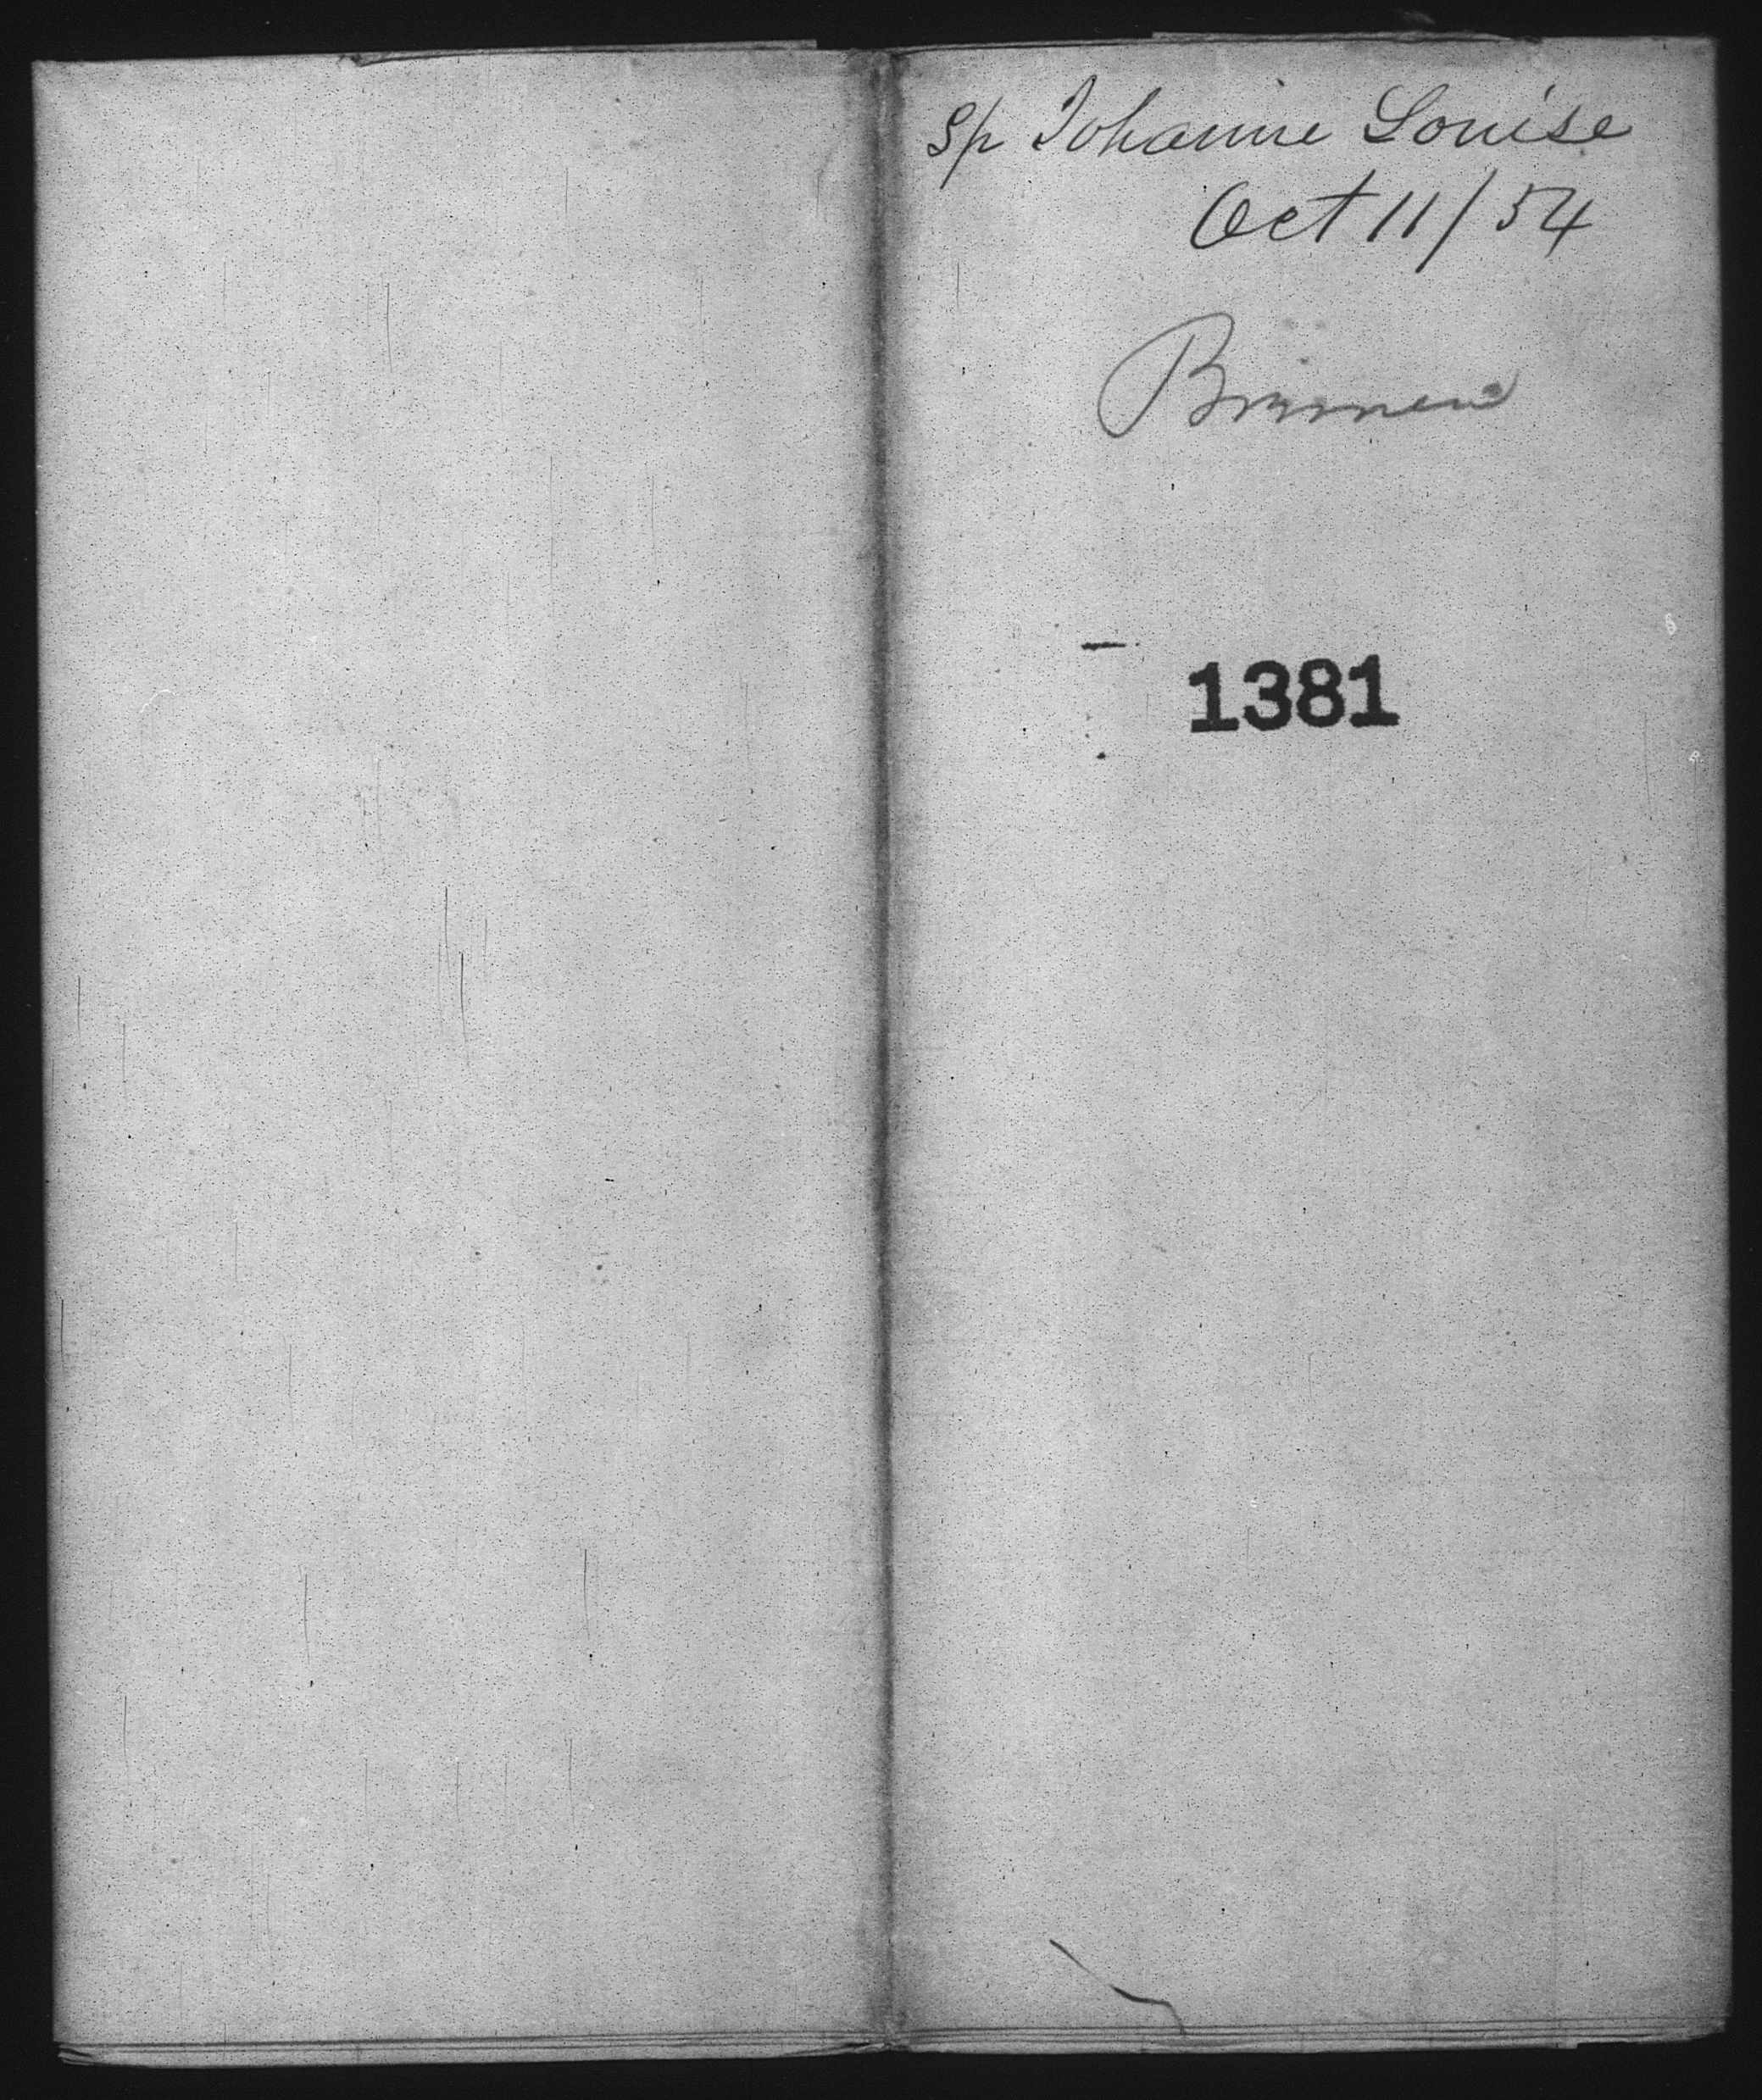 Sp Johanne Louise
Oct 11/54
Bremen
1381